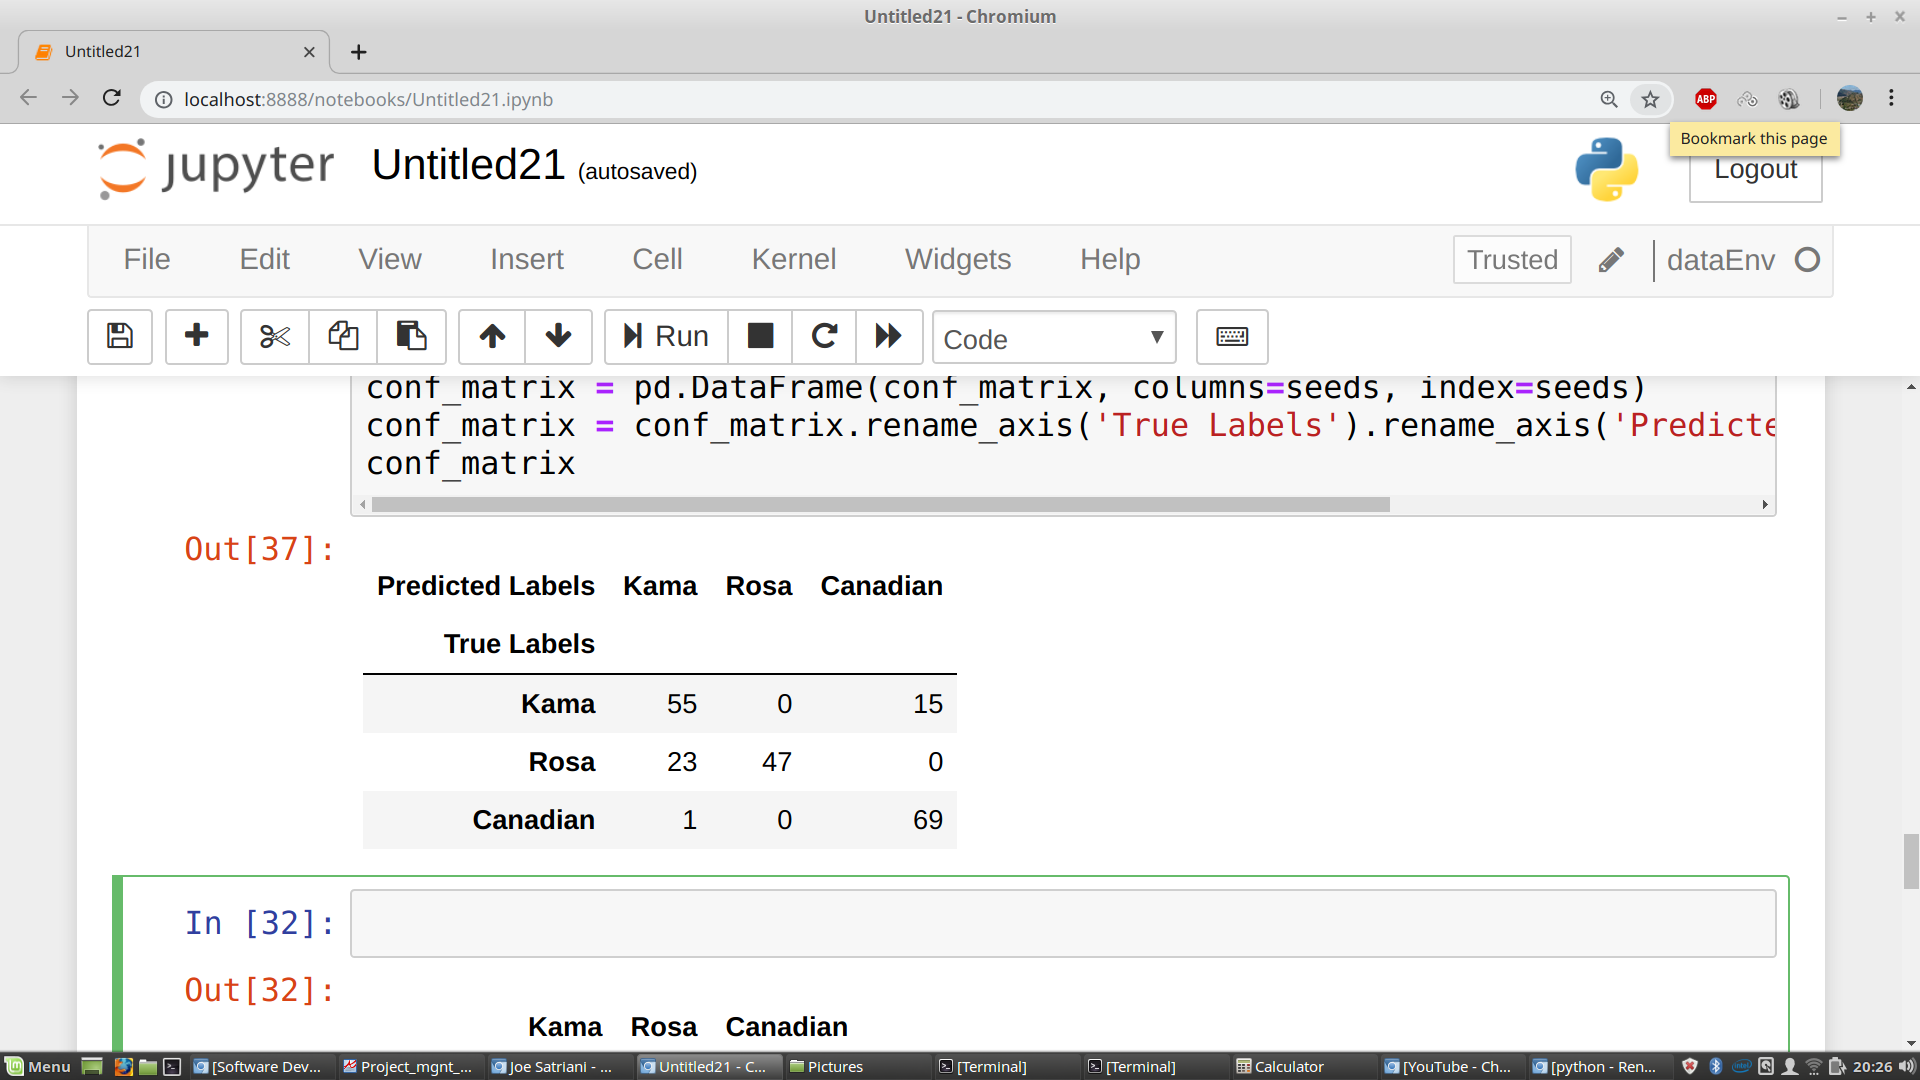 Untitled21 - Chromium
Untitled21
localhost:8888/notebooks/Untitled21.ipynb
ABP
Bookmark this page
jupyter Untitled21 (autosaved)
Logout
File Edit View Insert Cell Kernel Widgets Help Trusted dataEnv
Run Code
conf_matrix = pd.DataFrame(conf_matrix, columns=seeds, index=seeds)
conf_matrix = conf_matrix.rename_axis('True Labels').rename_axis('Predicte
conf_matrix
Out[37]:
Predicted Labels Kama Rosa Canadian
True Labels
Kama 55 0 15
Rosa 23 47 0
Canadian 1 0 69
In [32]:
Out[32]:
Kama Rosa Canadian
Menu [Software Dev... Project_mgnt_... Joe Satriani - ... Untitled21 - C... Pictures [Terminal] [Terminal] Calculator [YouTube - Ch... [python - Ren... 20:26